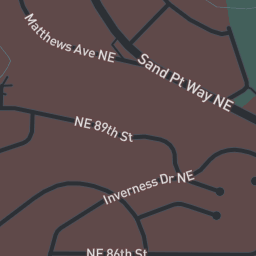 Matthews Ave NE
Sand Pt Way NE
NE 89th St
Inverness Dr NE
NE 86th St